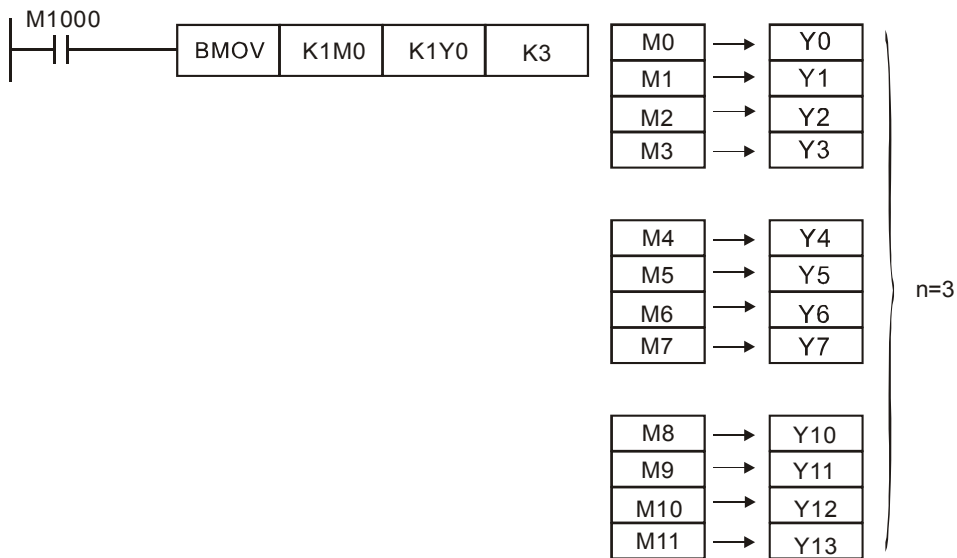 M1000
BMOV K1M0 K1Y0 K3
M0 Y0
M1 Y1
M2 Y2
M3 Y3
M4 Y4
M5 Y5
M6 Y6
M7 Y7
n=3
M8 Y10
M9 Y11
M10 Y12
M11 Y13